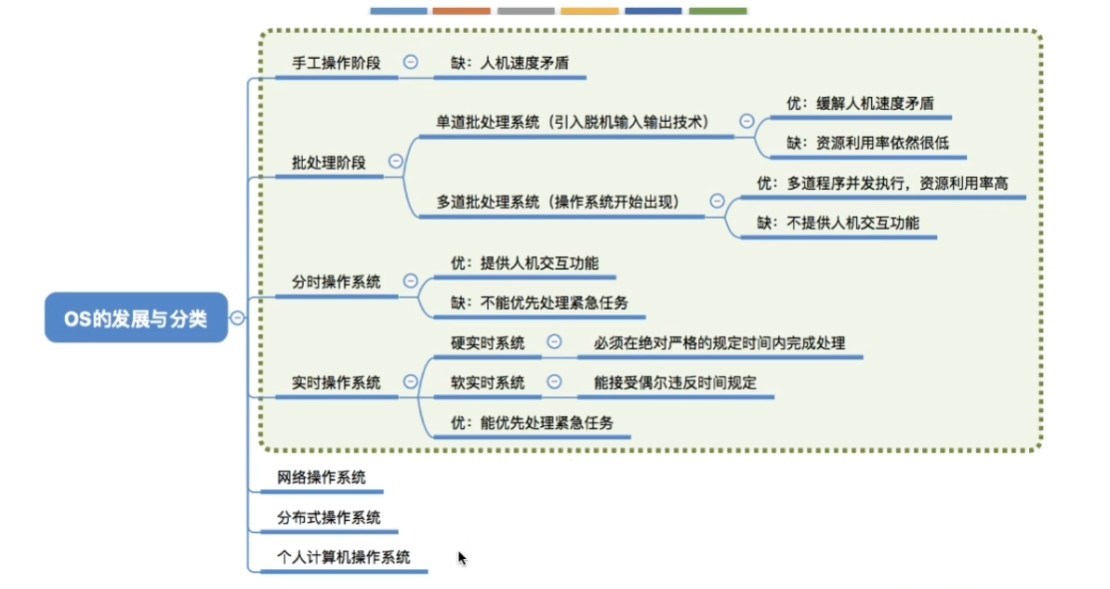 手工操作阶段
缺：人机速度矛盾
批处理阶段
单道批处理系统（引入脱机输入输出技术）
优：缓解人机速度矛盾
缺：资源利用率依然很低
多道批处理系统（操作系统开始出现）
优：多道程序并发执行，资源利用率高
缺：不提供人机交互功能
分时操作系统
优：提供人机交互功能
缺：不能优先处理紧急任务
OS的发展与分类
实时操作系统
硬实时系统
必须在绝对严格的规定时间内完成处理
软实时系统
能接受偶尔违反时间规定
优：能优先处理紧急任务
网络操作系统
分布式操作系统
个人计算机操作系统